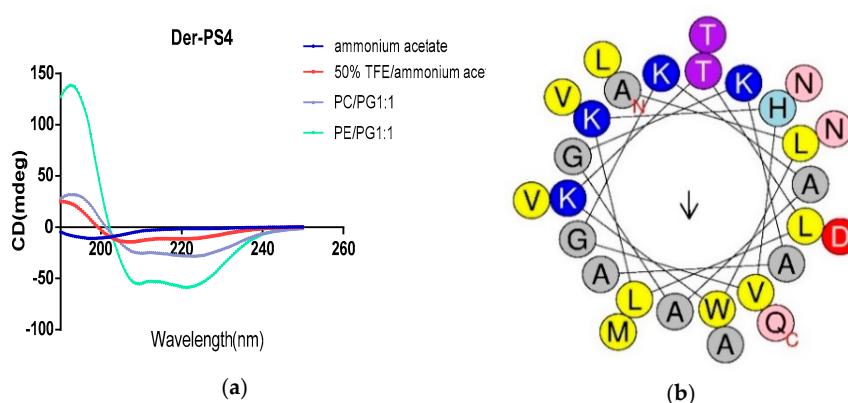 Der-PS4
ammonium acetate
50% TFE/ammonium ace
PC/PG1:1
PE/PG1:1
CD(mdeg)
150
100
50
0
-50
-100
200
220
240
260
Wavelength(nm)
(a)
T
L K T K N
V A N H
K N
G L
A
V K
G L D
A A
L V
A W Q C
M A
(b)